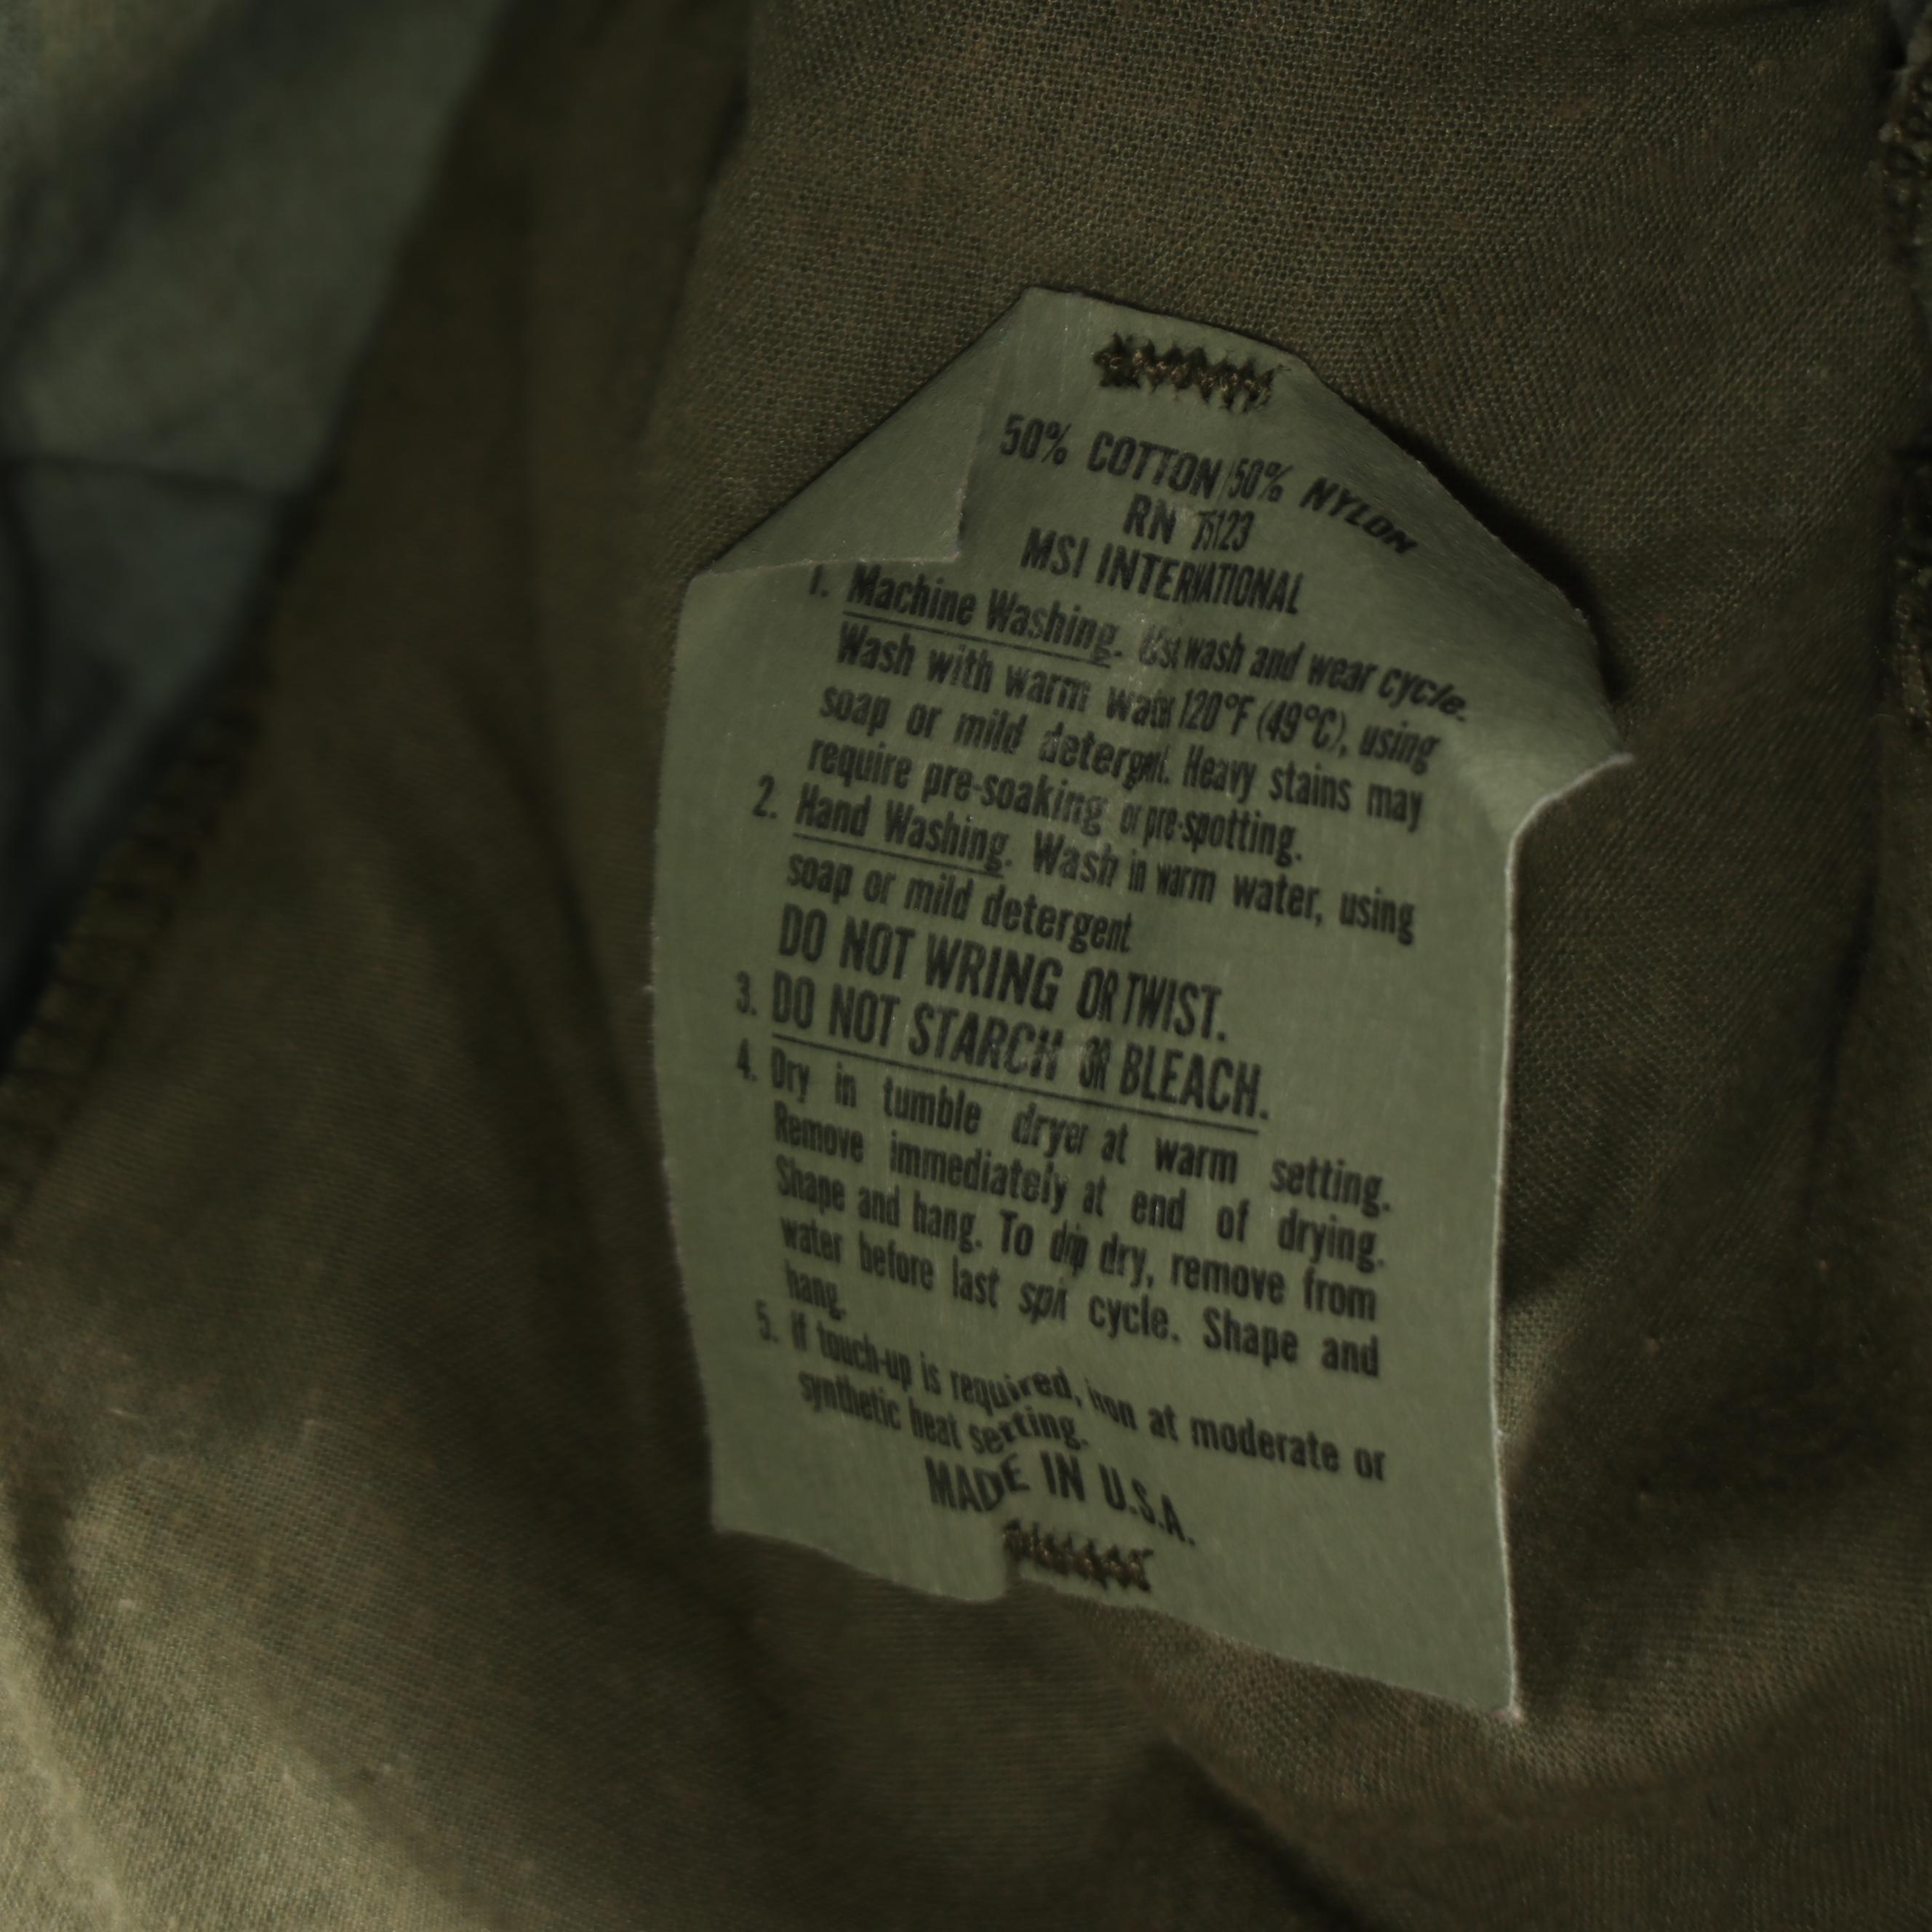 50% COTTON/50% NYLON
RN 75123
MSI INTERNATIONAL
1. Machine Washing. Use wash and wear cycle.
Wash with warm water 120°F (49°C), using
soap or mild detergent. Heavy stains may
require pre-soaking or pre-spotting.
2. Hand Washing. Wash in warm water, using
soap or mild detergent
DO NOT WRING OR TWIST.
3. DO NOT STARCH OR BLEACH.
4. Dry in tumble dryer at warm setting.
Remove immediately at end of drying.
Shape and hang. To drip dry, remove from
water before last spin cycle. Shape and
hang.
5. If touch-up is required, iron at moderate or
synthetic heat setting.
MADE IN U.S.A.